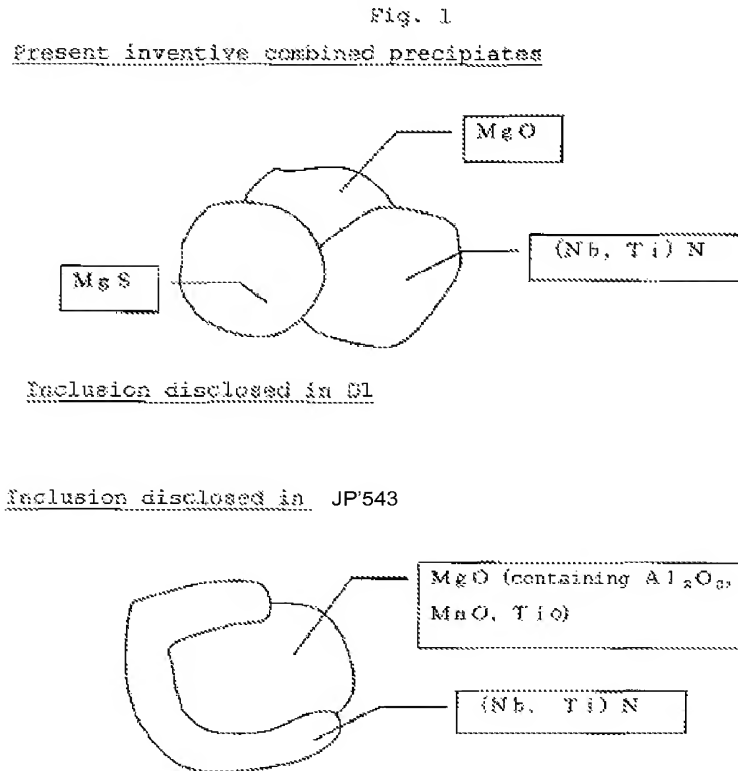 Fig. 1
Present inventive combined precipiates
MgO
(Nb, Ti) N
MgS
Inclusion disclosed in D1
Inclusion disclosed in JP'543
MgO (containing Al₂O₃,
MnO, TiO)
(Nb, Ti) N